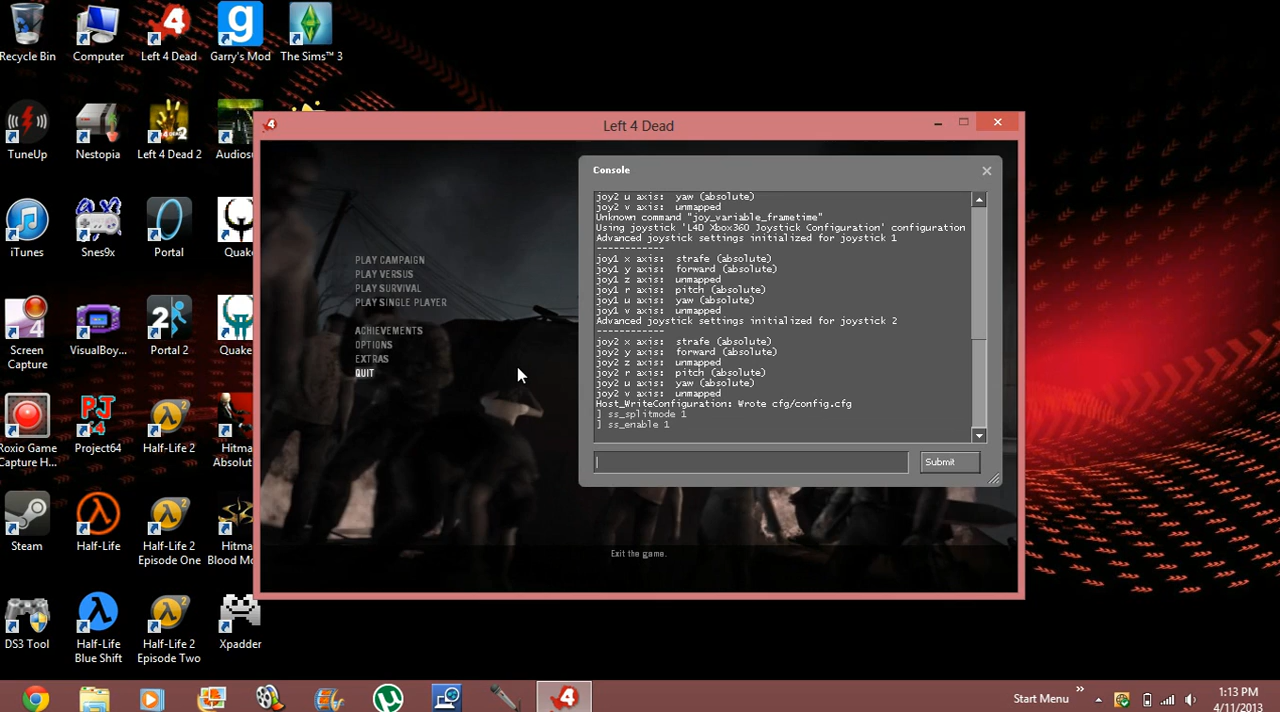 Recycle Bin
Computer
Left 4 Dead
Garry's Mod
The Sims™ 3
TuneUp
Nestopia
Left 4 Dead 2
Audiosu
iTunes
Snes9x
Portal
Quake
Screen
Capture
VisualBoy...
Portal 2
Quake
Roxio Game
Capture H...
Project64
Half-Life 2
Hitma
Absolut
Steam
Half-Life
Half-Life 2
Episode One
Hitma
Blood Mo
DS3 Tool
Half-Life
Blue Shift
Half-Life 2
Episode Two
Xpadder
Left 4 Dead
PLAY CAMPAIGN
PLAY VERSUS
PLAY SURVIVAL
PLAY SINGLE PLAYER
ACHIEVEMENTS
OPTIONS
EXTRAS
QUIT
Exit the game.
Console
joy2 u axis:  yaw (absolute)
joy2 v axis:  unmapped
Unknown command "joy_variable_frametime"
Using joystick 'L4D Xbox360 Joystick Configuration' configuration
Advanced joystick settings initialized for joystick 1
------------
joy1 x axis:  strafe (absolute)
joy1 y axis:  forward (absolute)
joy1 z axis:  unmapped
joy1 r axis:  pitch (absolute)
joy1 u axis:  yaw (absolute)
joy1 v axis:  unmapped
Advanced joystick settings initialized for joystick 2
------------
joy2 x axis:  strafe (absolute)
joy2 y axis:  forward (absolute)
joy2 z axis:  unmapped
joy2 r axis:  pitch (absolute)
joy2 u axis:  yaw (absolute)
joy2 v axis:  unmapped
Host_WriteConfiguration: Wrote cfg/config.cfg
] ss_splitmode 1
] ss_enable 1
Submit
Start Menu
1:13 PM
4/11/2013